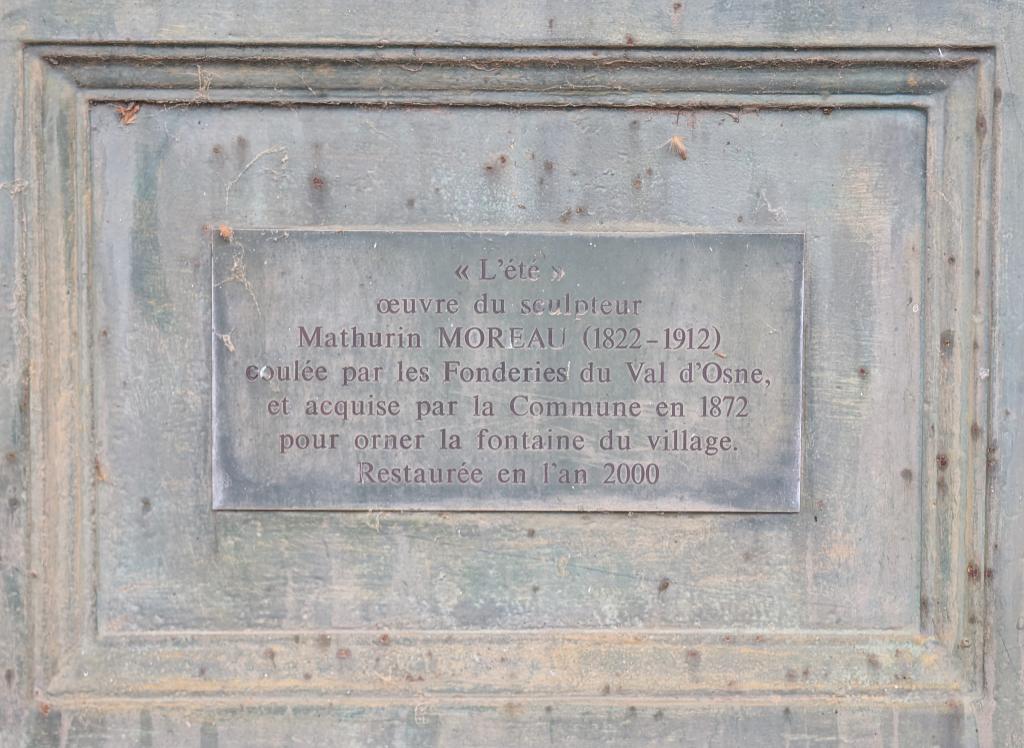 « L'été »
œuvre du sculpteur
Mathurin MOREAU (1822-1912)
coulée par les Fonderies du Val d'Osne,
et acquise par la Commune en 1872
pour orner la fontaine du village.
Restaurée en l'an 2000